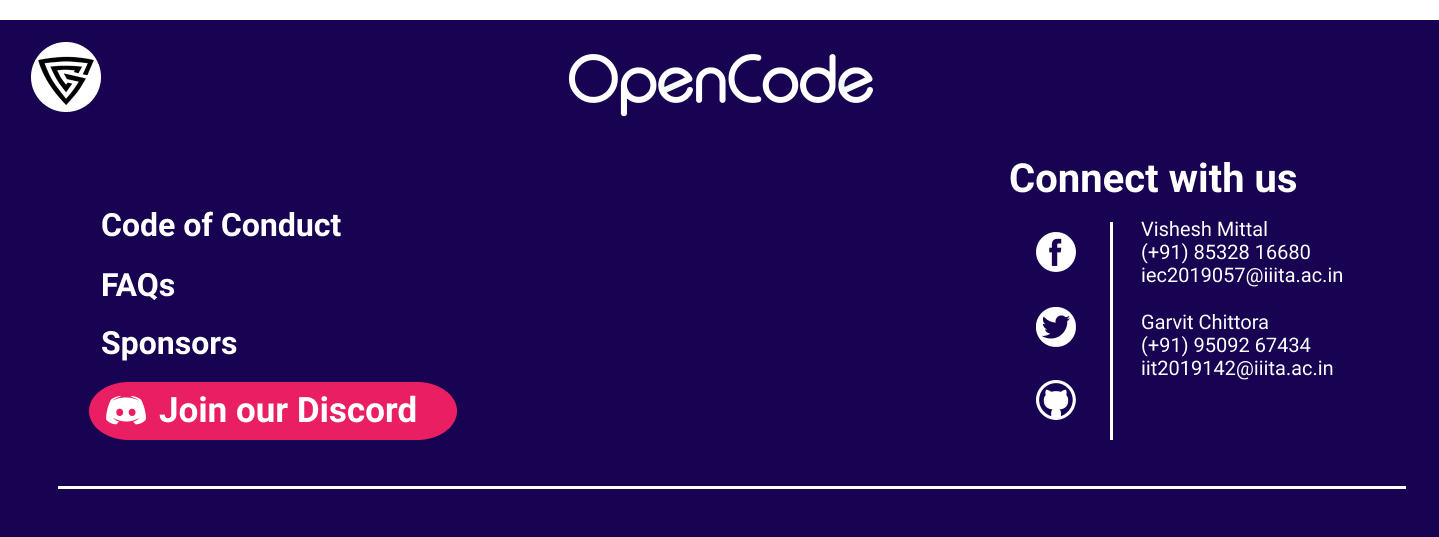 OpenCode
Code of Conduct
FAQs
Sponsors
Join our Discord
Connect with us
Vishesh Mittal
(+91) 85328 16680
iec2019057@iiita.ac.in
Garvit Chittora
(+91) 95092 67434
iit2019142@iiita.ac.in